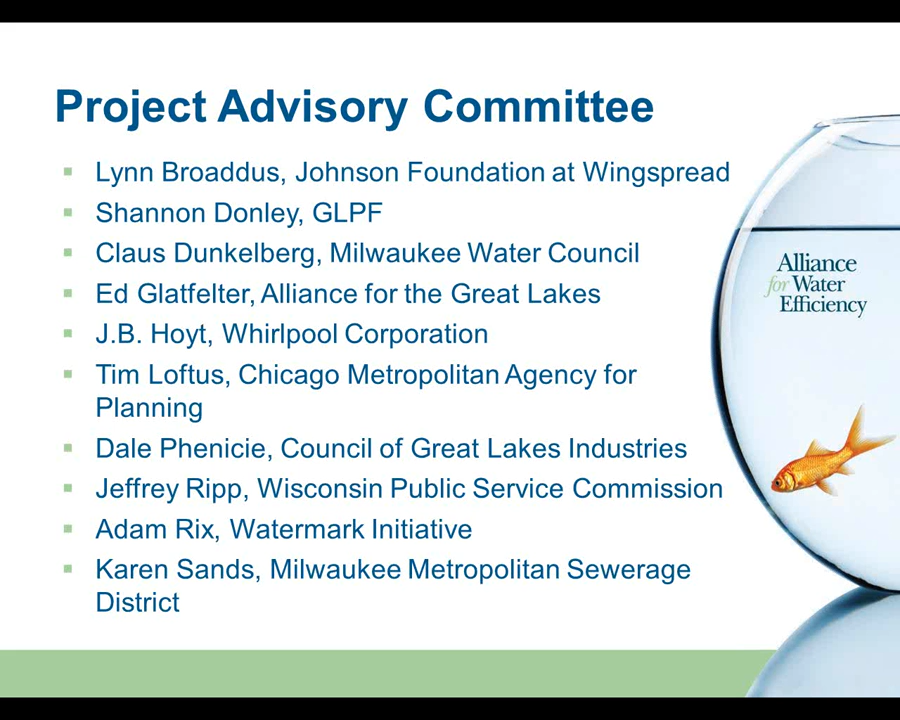 Project Advisory Committee
▪ Lynn Broaddus, Johnson Foundation at Wingspread
▪ Shannon Donley, GLPF
▪ Claus Dunkelberg, Milwaukee Water Council
▪ Ed Glatfelter, Alliance for the Great Lakes
▪ J.B. Hoyt, Whirlpool Corporation
▪ Tim Loftus, Chicago Metropolitan Agency for
Planning
▪ Dale Phenicie, Council of Great Lakes Industries
▪ Jeffrey Ripp, Wisconsin Public Service Commission
▪ Adam Rix, Watermark Initiative
▪ Karen Sands, Milwaukee Metropolitan Sewerage
District
Alliance
for Water
Efficiency